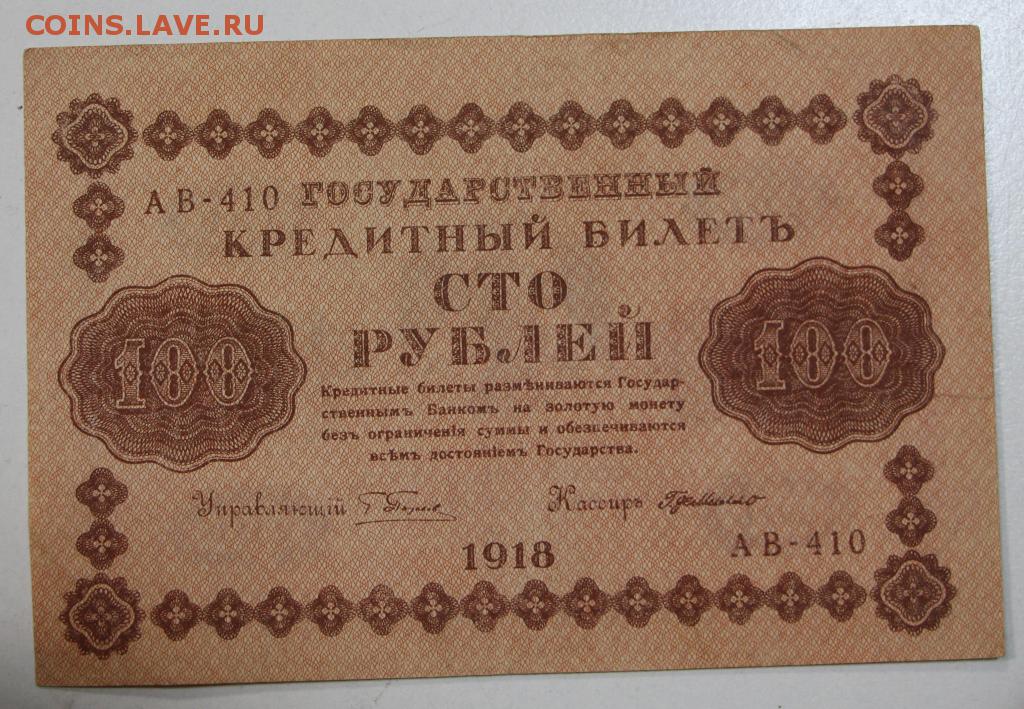 COINS.LAVE.RU
АВ-410 ГОСУДАРСТВЕННЫЙ
КРЕДИТНЫЙ БИЛЕТЪ
СТО
РУБЛЕЙ
100
100
Кредитные билеты размѣниваются Государ-
ственнымъ Банкомъ на золотую монету
безъ ограниченія суммы и обезпечиваются
всѣмъ достояніемъ Государства.
Управляющій
Кассиръ
1918
АВ-410